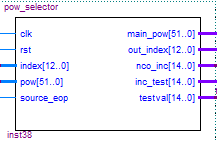 pow_selector
clk main_pow[51..0]
rst out_index[12..0]
index[12..0] nco_inc[14..0]
pow[51..0] inc_test[14..0]
source_eop testval[14..0]
inst38